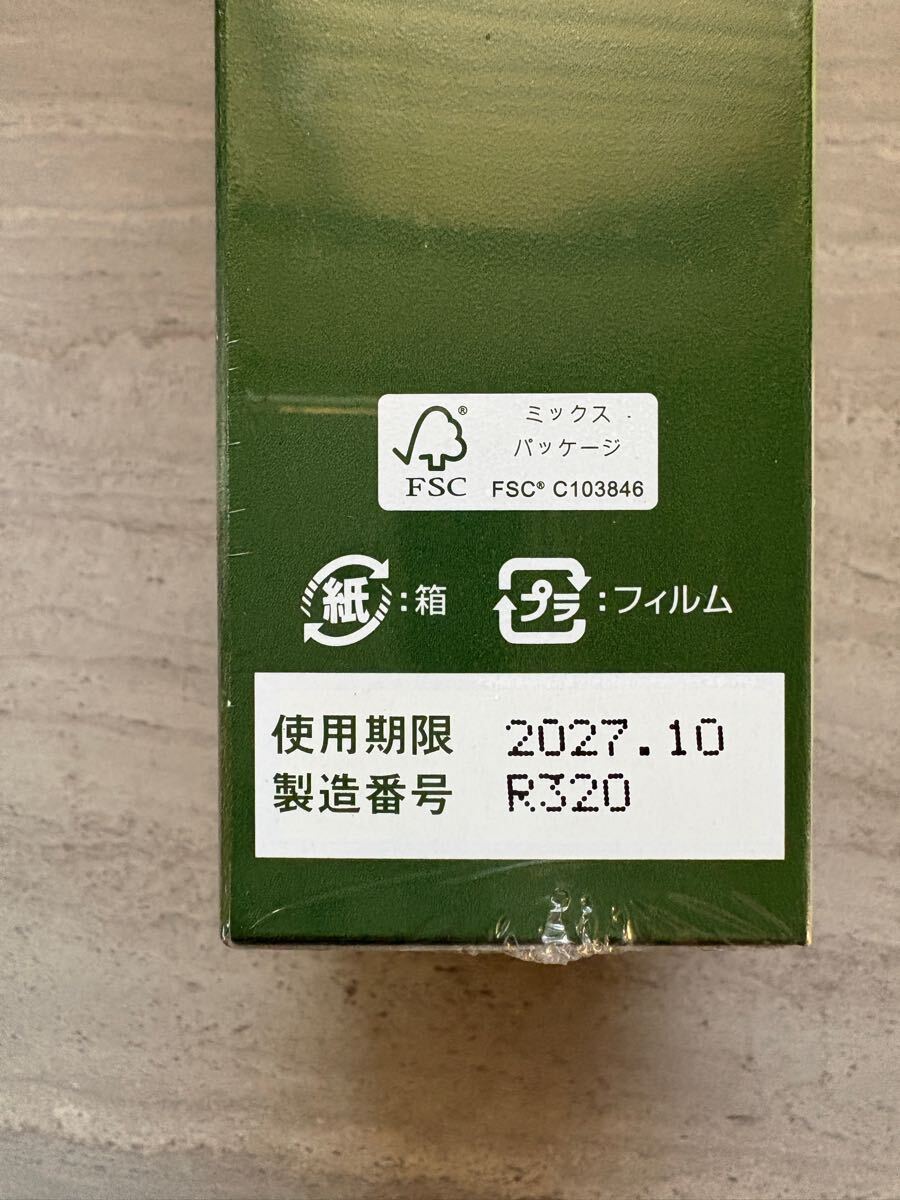 ミックス
パッケージ
FSC® FSC® C103846
紙:箱 プラ:フィルム
使用期限 2027.10
製造番号 R320